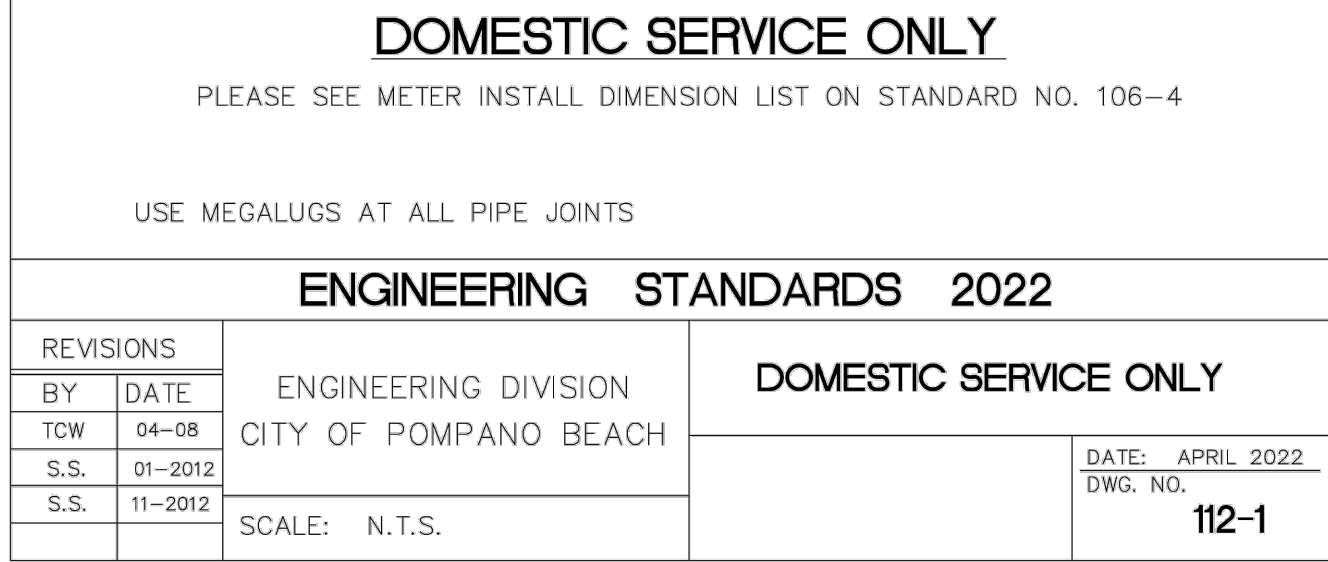 DOMESTIC SERVICE ONLY
PLEASE SEE METER INSTALL DIMENSION LIST ON STANDARD NO. 106-4
USE MEGALUGS AT ALL PIPE JOINTS
ENGINEERING STANDARDS 2022
REVISIONS
BY DATE
TCW 04-08
S.S. 01-2012
S.S. 11-2012
ENGINEERING DIVISION
CITY OF POMPANO BEACH
SCALE: N.T.S.
DOMESTIC SERVICE ONLY
DATE: APRIL 2022
DWG. NO.
112-1